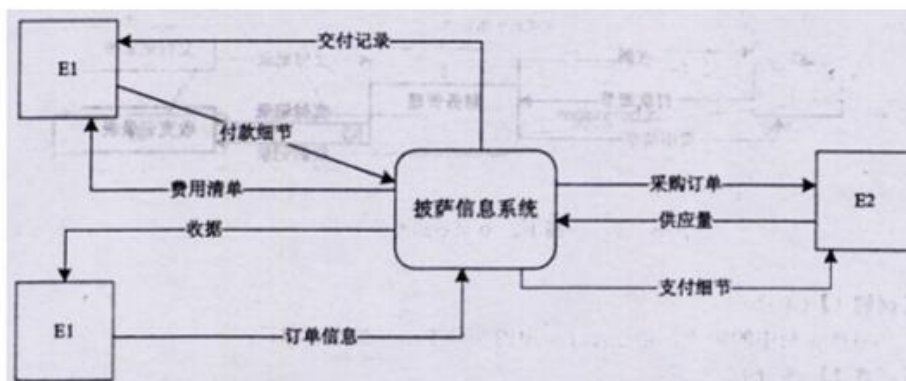 交付记录
E1
付款细节
费用清单
披萨信息系统
采购订单
E2
供应量
收据
支付细节
E1
订单信息